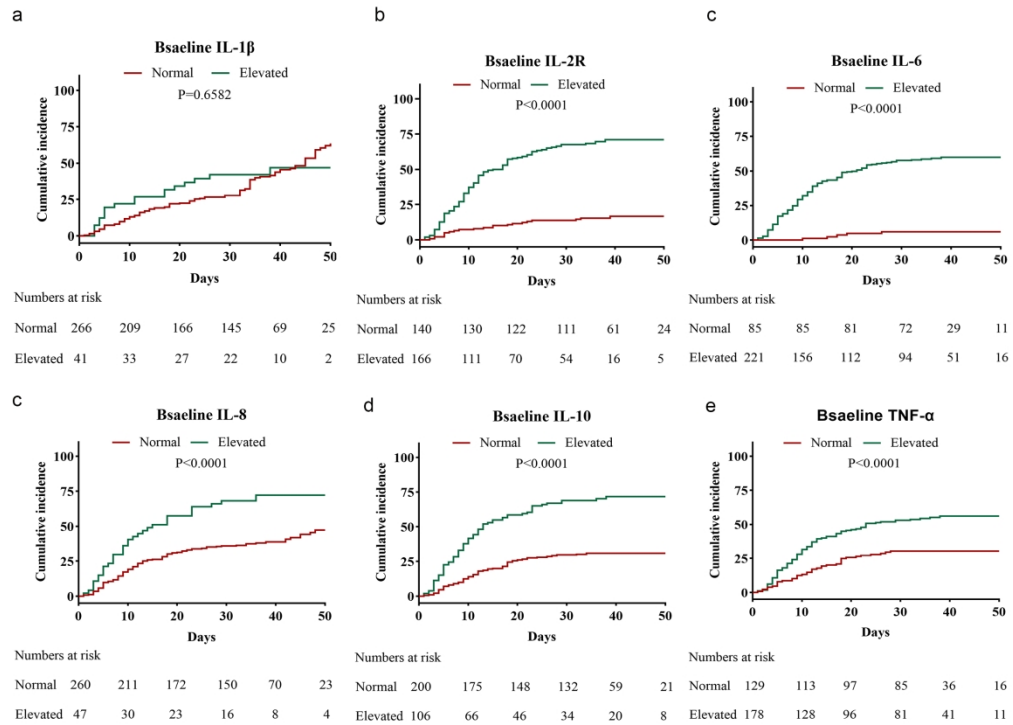 a
Bsaeline IL-1β
Normal Elevated
P=0.6582
Cumulative incidence
100
75
50
25
0
0 10 20 30 40 50
Days
Numbers at risk
Normal 266 209 166 145 69 25
Elevated 41 33 27 22 10 2
b
Bsaeline IL-2R
Normal Elevated
P<0.0001
Cumulative incidence
100
75
50
25
0
0 10 20 30 40 50
Days
Numbers at risk
Normal 140 130 122 111 61 24
Elevated 166 111 70 54 16 5
c
Bsaeline IL-6
Normal Elevated
P<0.0001
Cumulative incidence
100
75
50
25
0
0 10 20 30 40 50
Days
Numbers at risk
Normal 85 85 81 72 29 11
Elevated 221 156 112 94 51 16
c
Bsaeline IL-8
Normal Elevated
P<0.0001
Cumulative incidence
100
75
50
25
0
0 10 20 30 40 50
Days
Numbers at risk
Normal 260 211 172 150 70 23
Elevated 47 30 23 16 8 4
d
Bsaeline IL-10
Normal Elevated
P<0.0001
Cumulative incidence
100
75
50
25
0
0 10 20 30 40 50
Days
Numbers at risk
Normal 200 175 148 132 59 21
Elevated 106 66 46 34 20 8
e
Bsaeline TNF-α
Normal Elevated
P<0.0001
Cumulative incidence
100
75
50
25
0
0 10 20 30 40 50
Days
Numbers at risk
Normal 129 113 97 85 36 16
Elevated 178 128 96 81 41 11